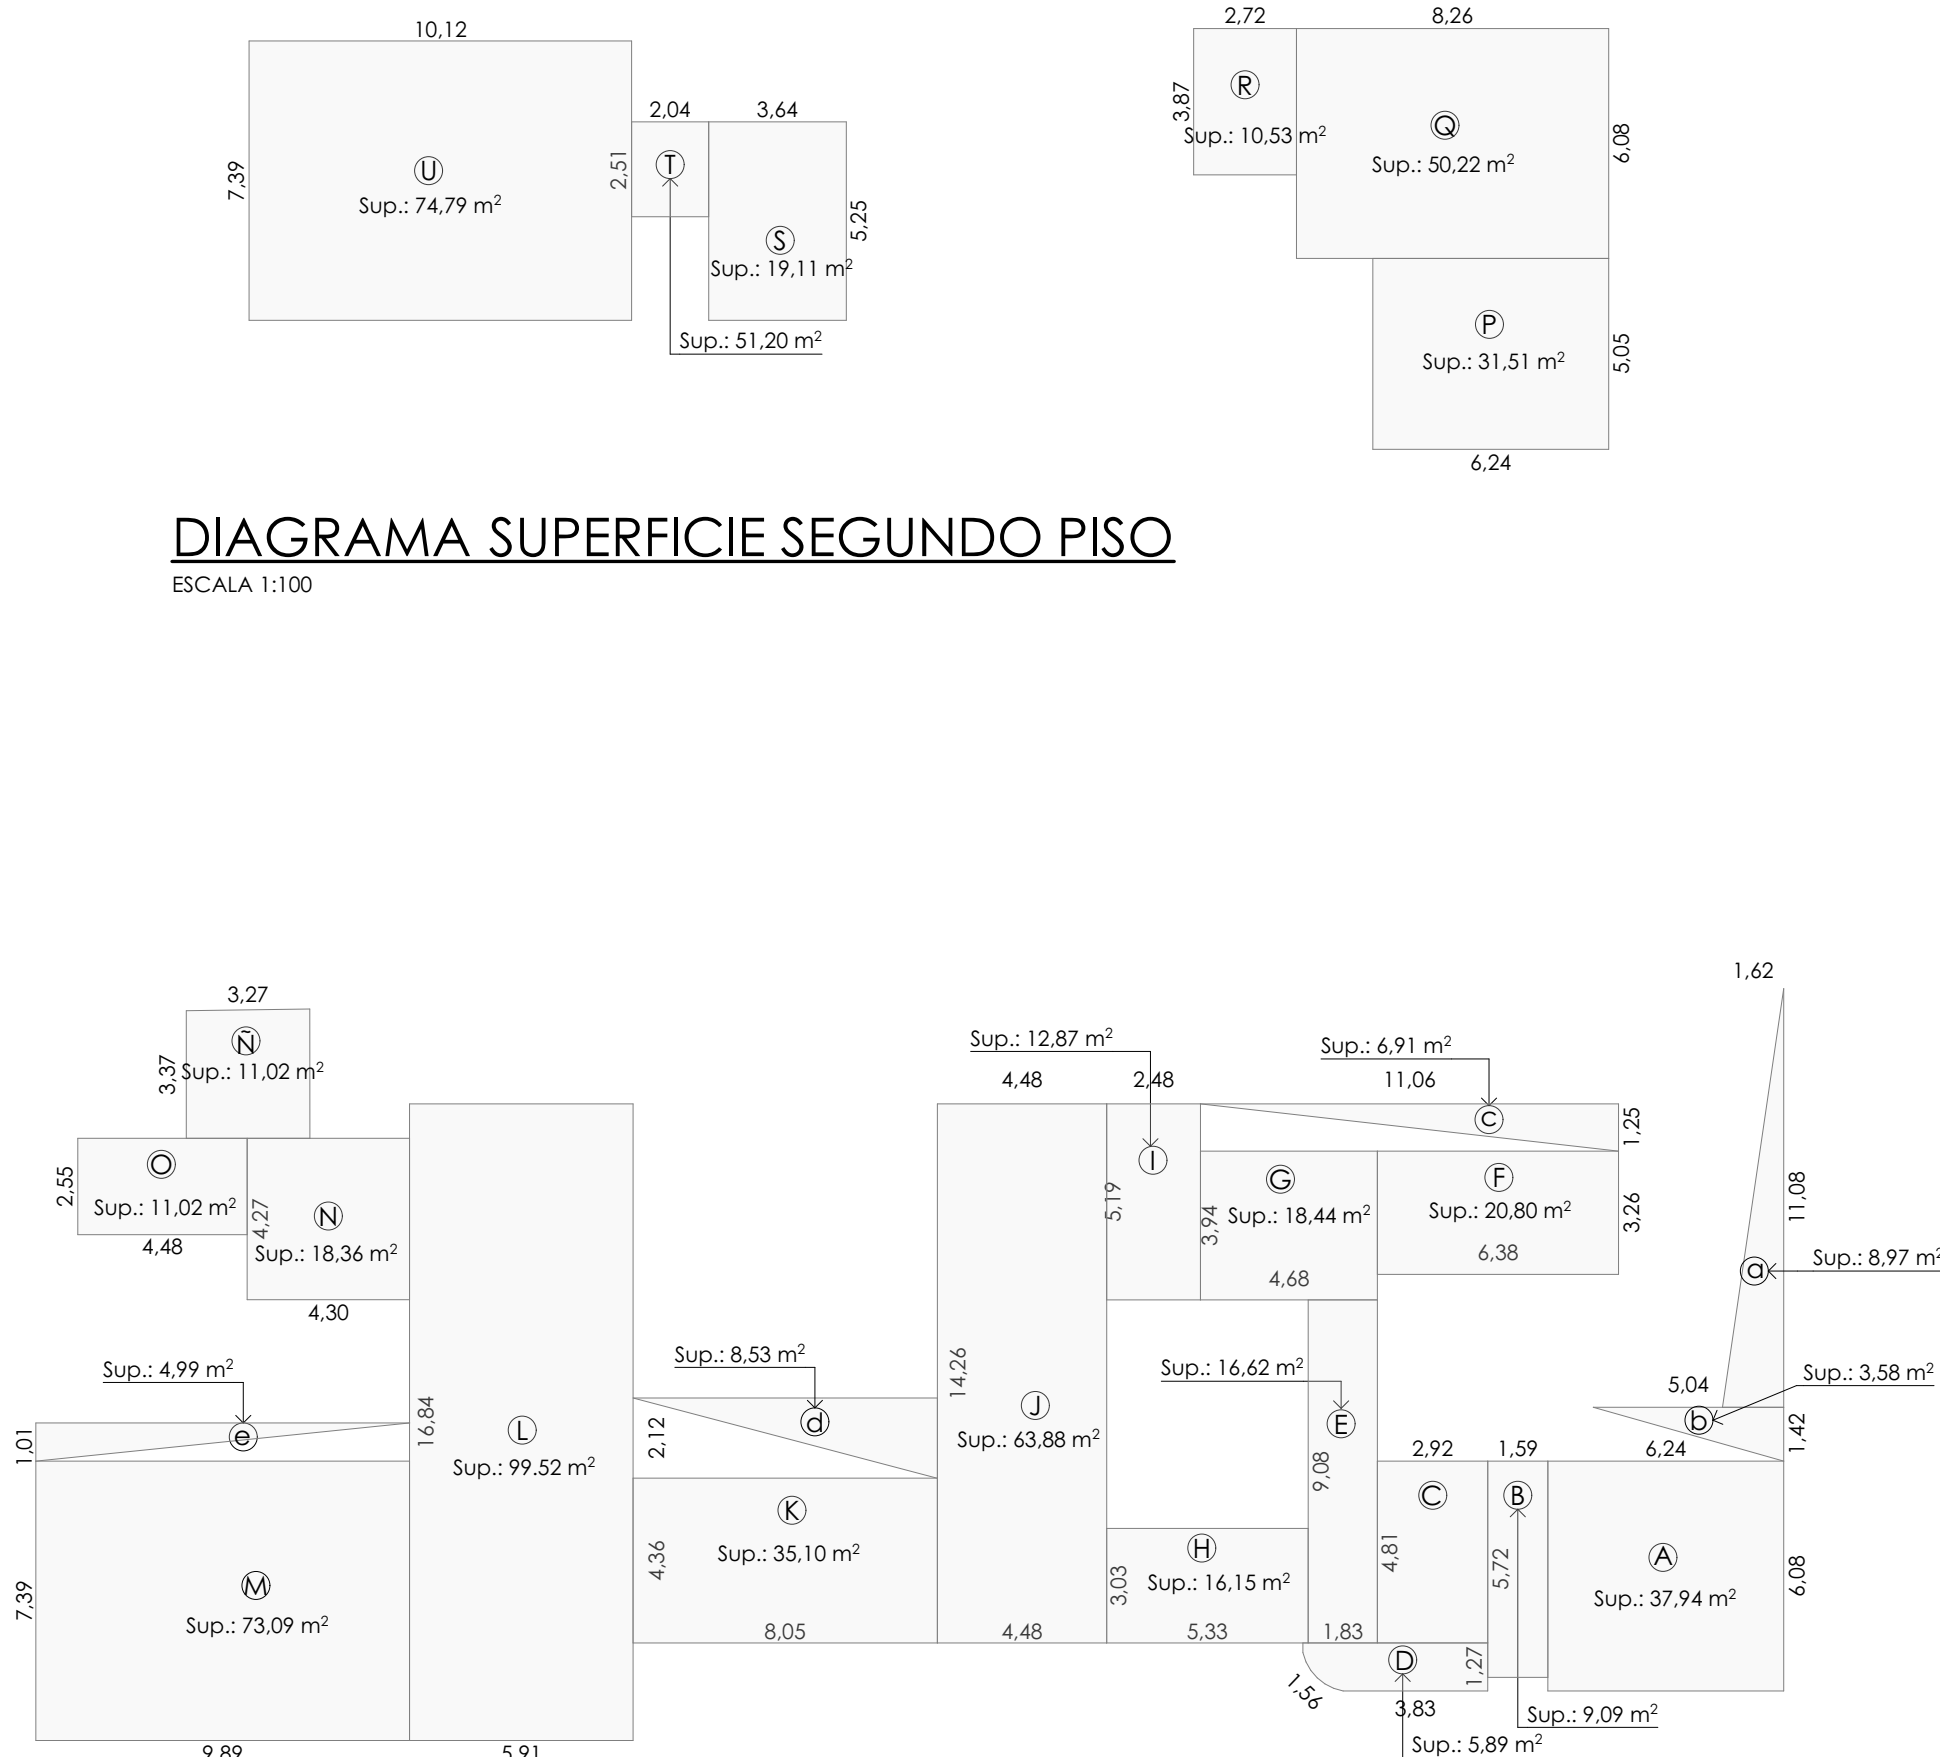 10,12
7,39
U
Sup.: 74,79 m²
2,04
2,51
T
3,64
S
Sup.: 19,11 m²
5,25
Sup.: 51,20 m²
2,72
8,26
3,87
R
Sup.: 10,53 m²
Q
Sup.: 50,22 m²
6,08
P
Sup.: 31,51 m²
5,05
6,24
DIAGRAMA SUPERFICIE SEGUNDO PISO
ESCALA 1:100
3,27
3,37
Ñ
Sup.: 11,02 m²
2,55
O
Sup.: 11,02 m²
4,48
4,27
N
Sup.: 18,36 m²
4,30
Sup.: 4,99 m²
1,01
e
7,39
M
Sup.: 73,09 m²
9,89
16,84
L
Sup.: 99.52 m²
5,91
Sup.: 8,53 m²
2,12
d
K
4,36
Sup.: 35,10 m²
8,05
4,48
14,26
J
Sup.: 63,88 m²
4,48
Sup.: 12,87 m²
2,48
I
5,19
Sup.: 6,91 m²
11,06
c
1,25
G
3,94
Sup.: 18,44 m²
4,68
F
Sup.: 20,80 m²
3,26
6,38
Sup.: 16,62 m²
E
9,08
1,83
H
3,03
Sup.: 16,15 m²
5,33
2,92
C
4,81
1,59
B
5,72
Sup.: 9,09 m²
D
1,27
1,56
3,83
Sup.: 5,89 m²
1,62
11,08
a
Sup.: 8,97 m²
5,04
b
Sup.: 3,58 m²
1,42
6,24
A
Sup.: 37,94 m²
6,08